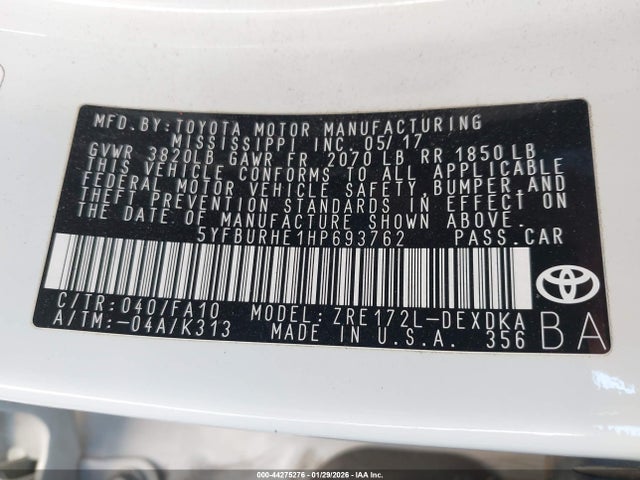 MFD.BY:TOYOTA MOTOR MANUFACTURING
MISSISSIPPI INC. 05/17
GVWR 3820LB GAWR FR 2070 LB RR 1850 LB
THIS VEHICLE CONFORMS TO ALL APPLICABLE
FEDERAL MOTOR VEHICLE SAFETY, BUMPER, AND
THEFT PREVENTION STANDARDS IN EFFECT ON
THE DATE OF MANUFACTURE SHOWN ABOVE.
5YFBURHE1HP693762 PASS.CAR
C/TR: 040/FA10 MODEL: ZRE172L-DEXDKA
A/TM:-04A/K313 MADE IN U.S.A. 356
BA
000-44275276 - 01/29/2026 - IAA Inc.